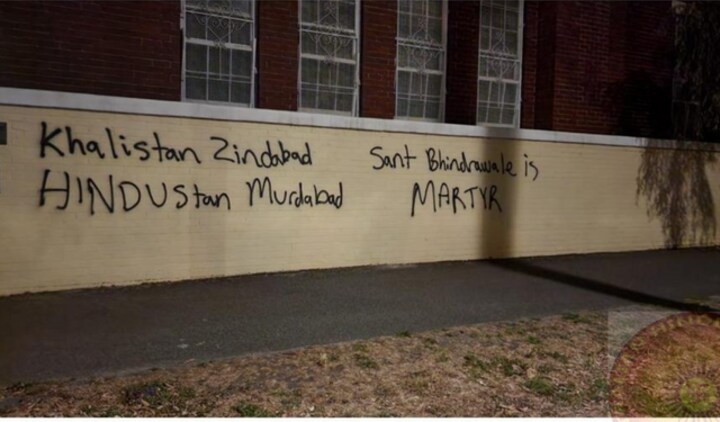 Khalistan Zindabad
HINDUStan Murdabad
Sant Bhindrawale is
MARTYR